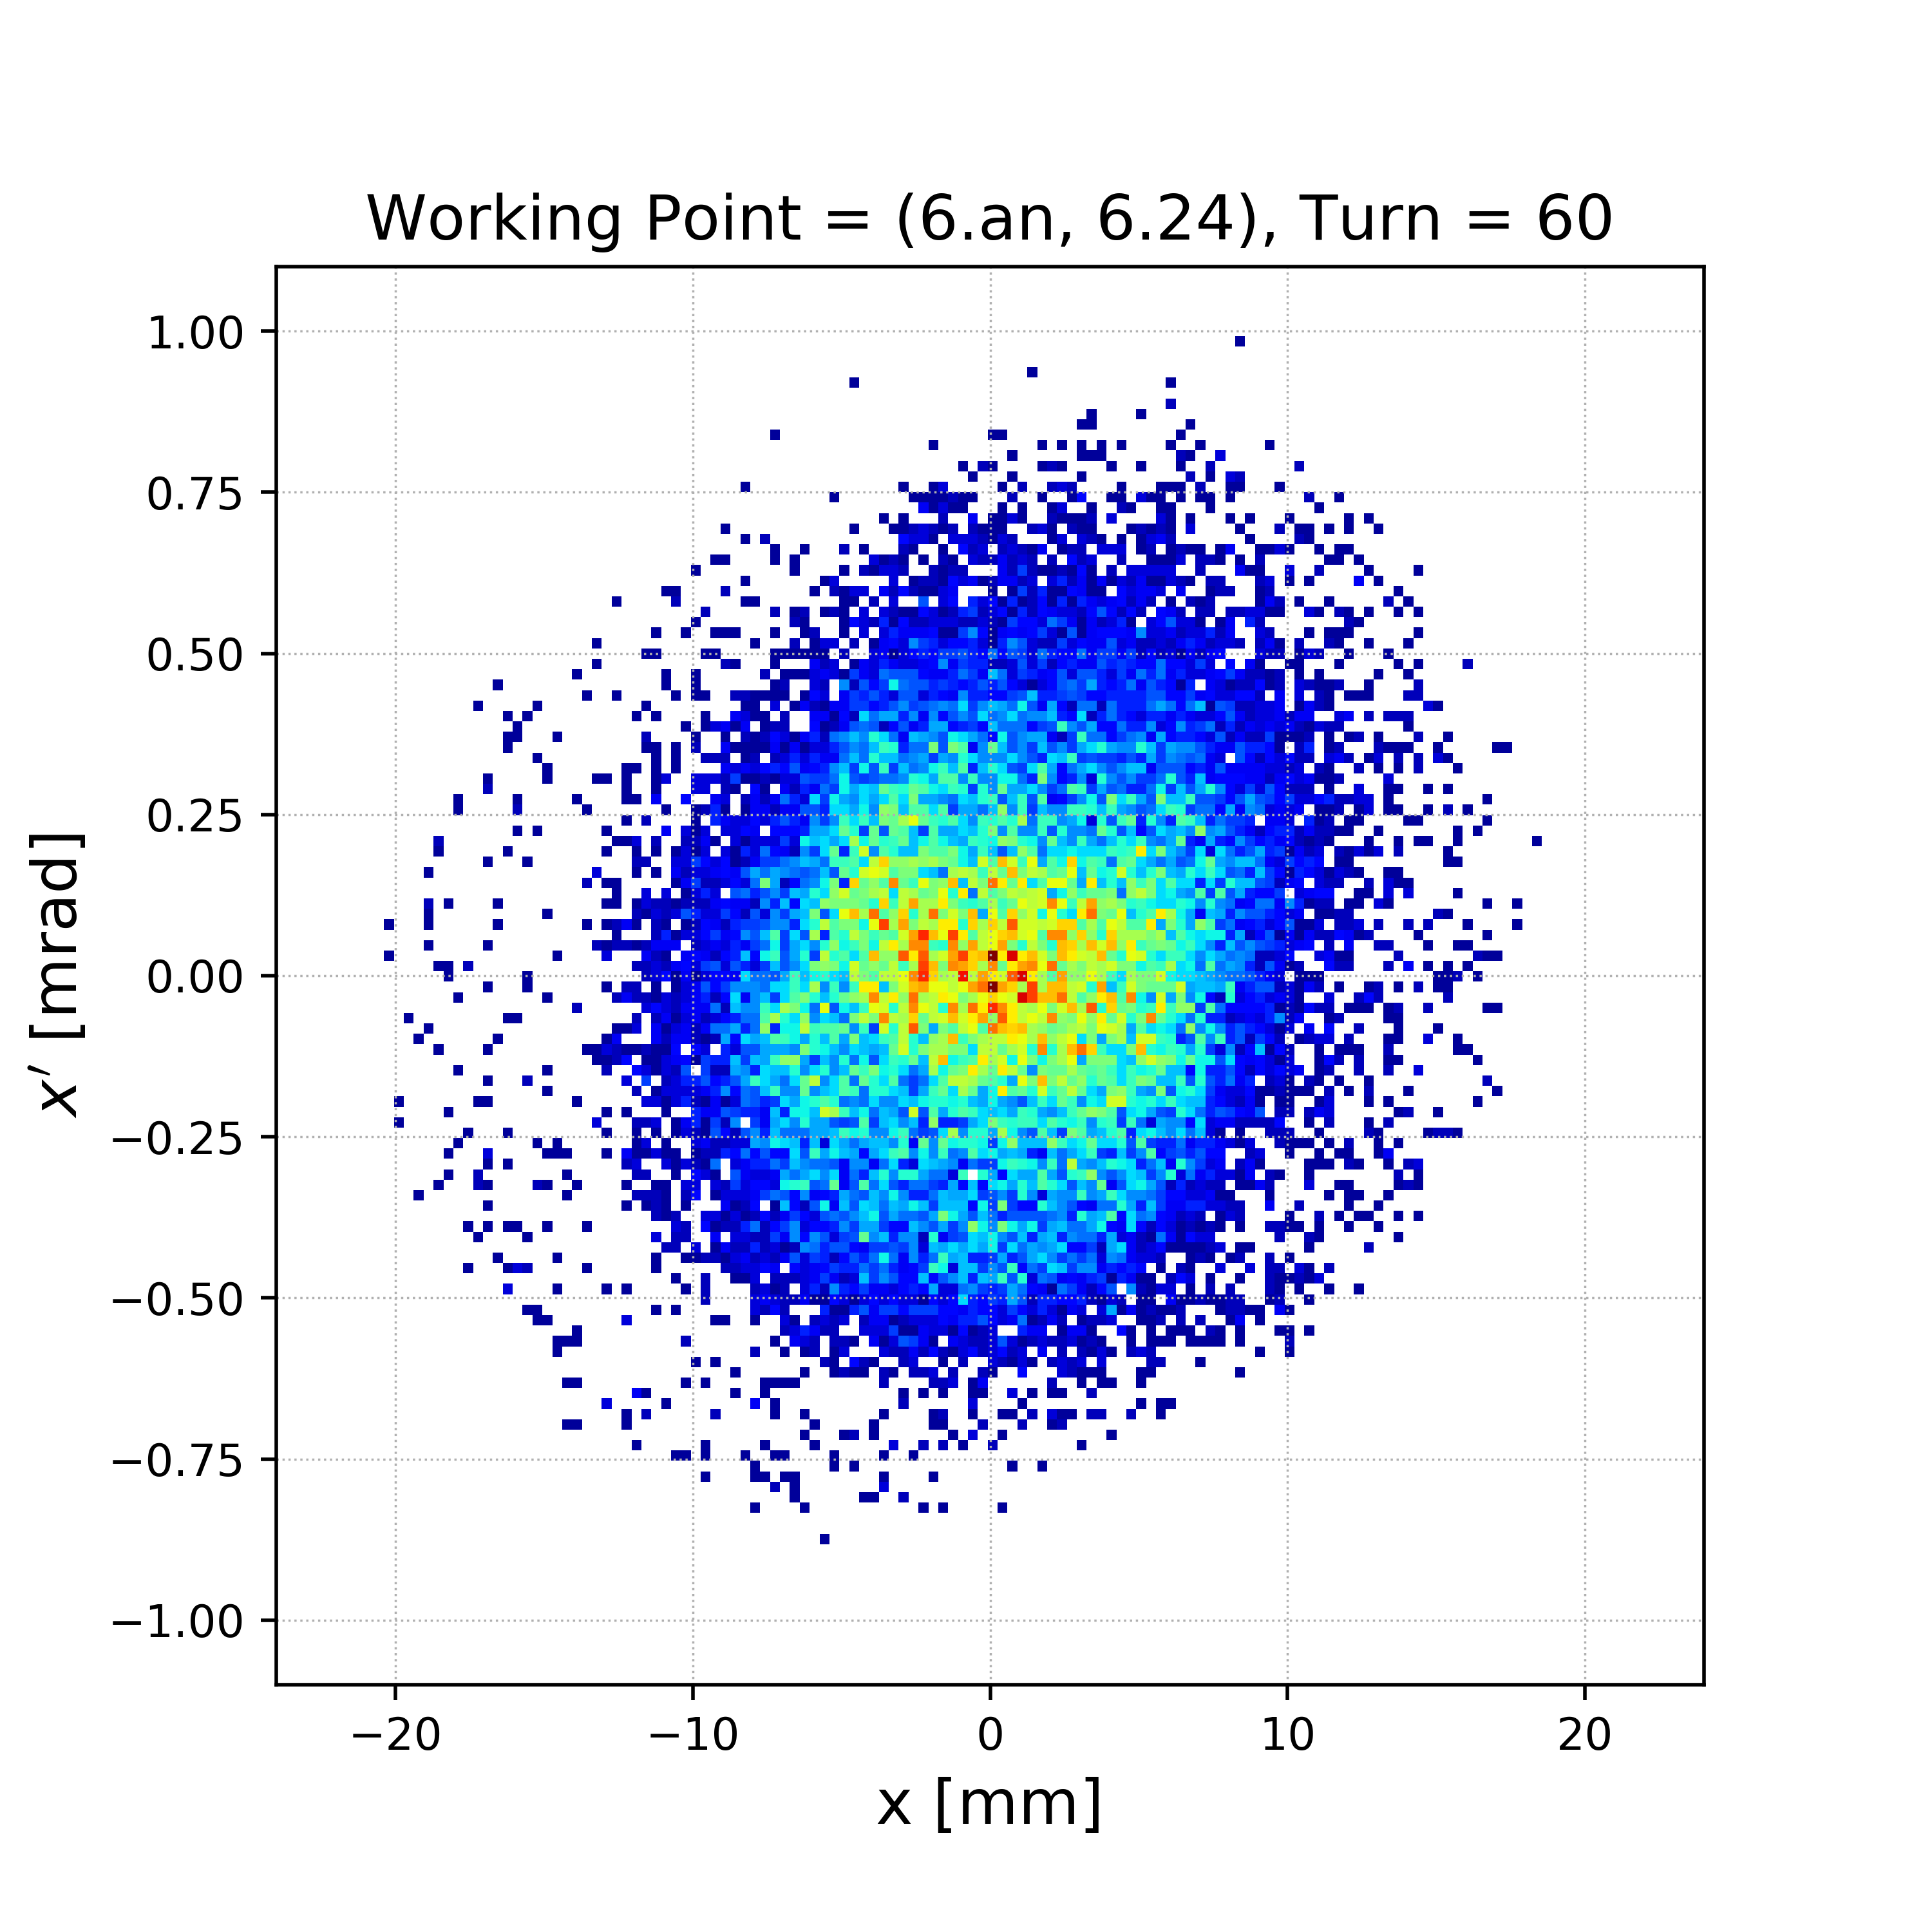 Working Point = (6.an, 6.24), Turn = 60
1.00
0.75
0.50
0.25
0.00
−0.25
−0.50
−0.75
−1.00
x′ [mrad]
−20 −10 0 10 20
x [mm]